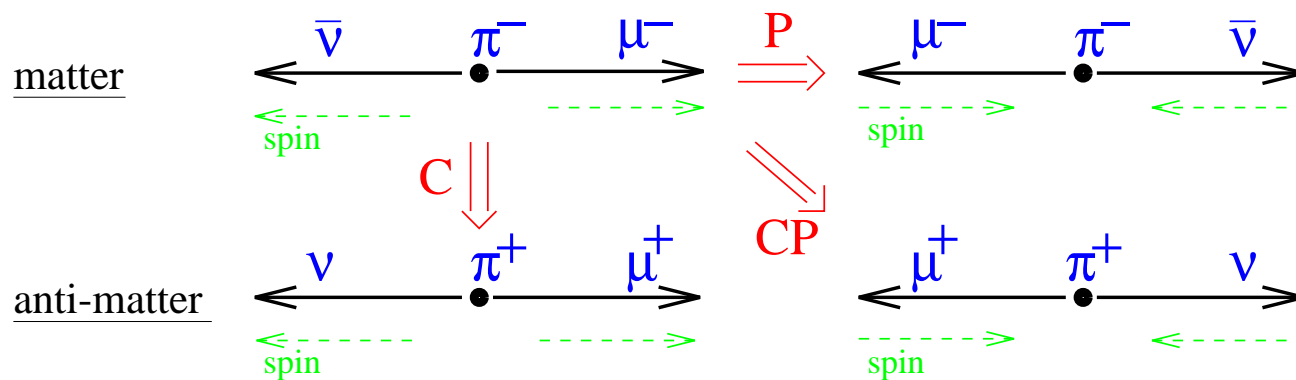 ν̅ π⁻ μ⁻ P μ⁻ π⁻ ν̅
matter
spin spin
C CP
ν π⁺ μ⁺ μ⁺ π⁺ ν
anti-matter
spin spin